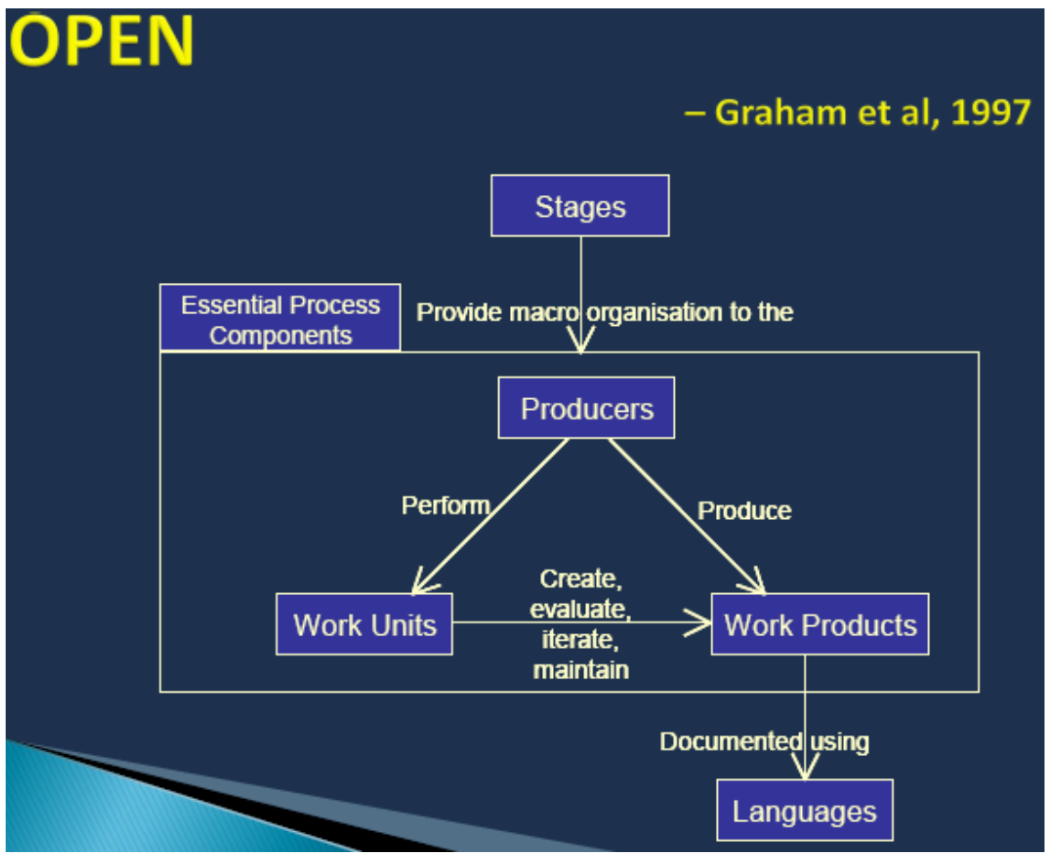 OPEN
– Graham et al, 1997
Stages
Essential Process
Components
Provide macro organisation to the
Producers
Perform
Produce
Create,
evaluate,
iterate,
maintain
Work Units
Work Products
Documented using
Languages